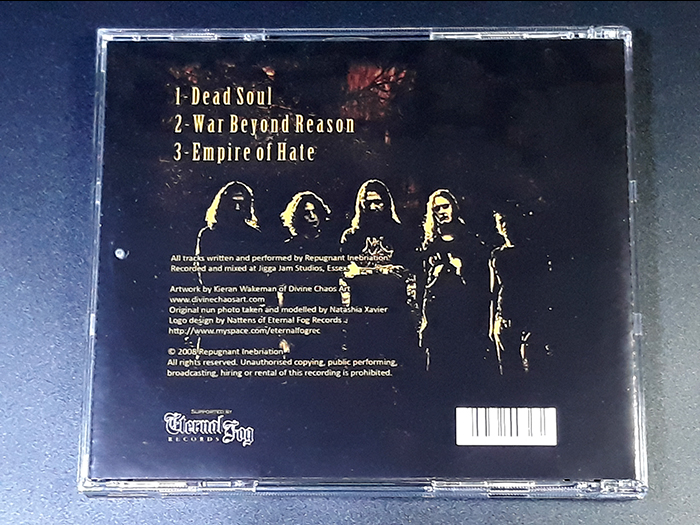 1-Dead Soul
2-War Beyond Reason
3-Empire of Hate
All tracks written and performed by Repugnant Inebriation.
Recorded and mixed at Jigga Jam Studios, Essex
Artwork by Kieran Wakeman of Divine Chaos Art
www.divinechaosart.com
Original nun photo taken and modelled by Natashia Xavier
Logo design by Nattens of Eternal Fog Records .
http://www.myspace.com/eternalfogrec
© 2008 Repugnant Inebriation
All rights reserved. Unauthorised copying, public performing,
broadcasting, hiring or rental of this recording is prohibited.
Supported by
Eternal Fog
Records